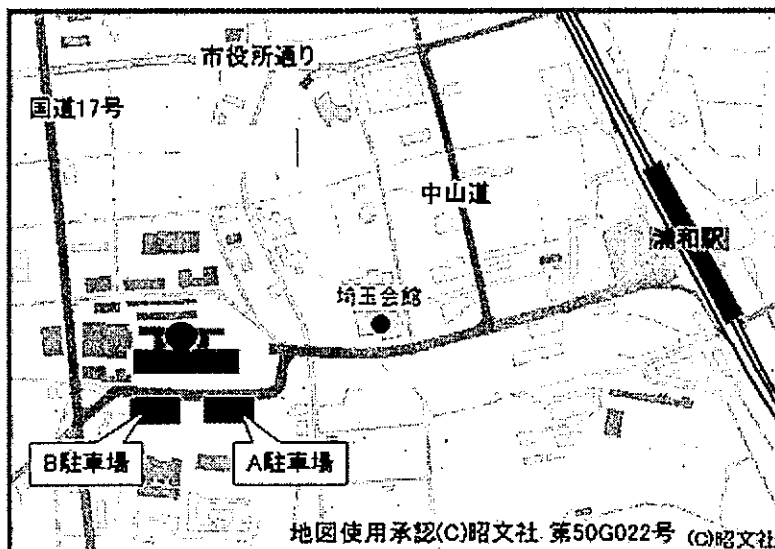 市役所通り
国道17号
中山道
浦和駅
埼玉会館
B駐車場
A駐車場
地図使用承認(C)昭文社 第50G022号
(C)昭文社